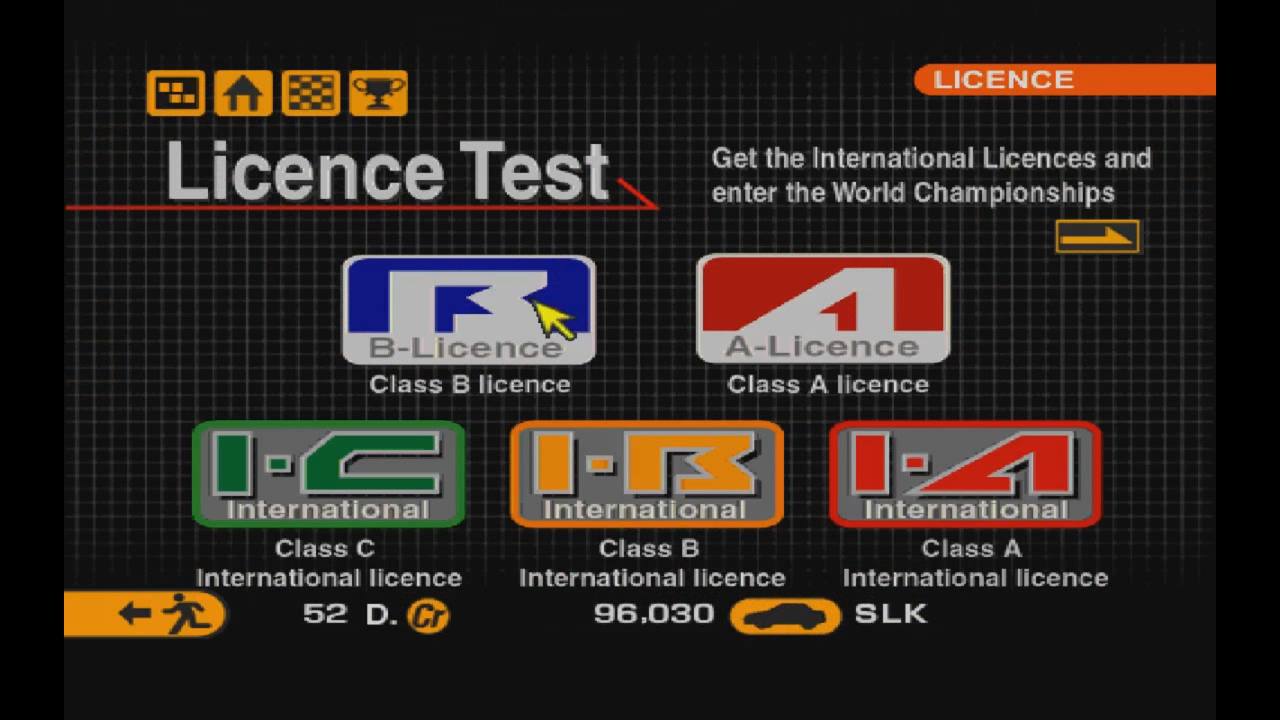 LICENCE
Licence Test
Get the International Licences and
enter the World Championships
B-Licence
A-Licence
Class B licence
Class A licence
I-C
I-B
I-A
International
International
International
Class C
Class B
Class A
International licence
International licence
International licence
52 D. Cr 96,030 SLK